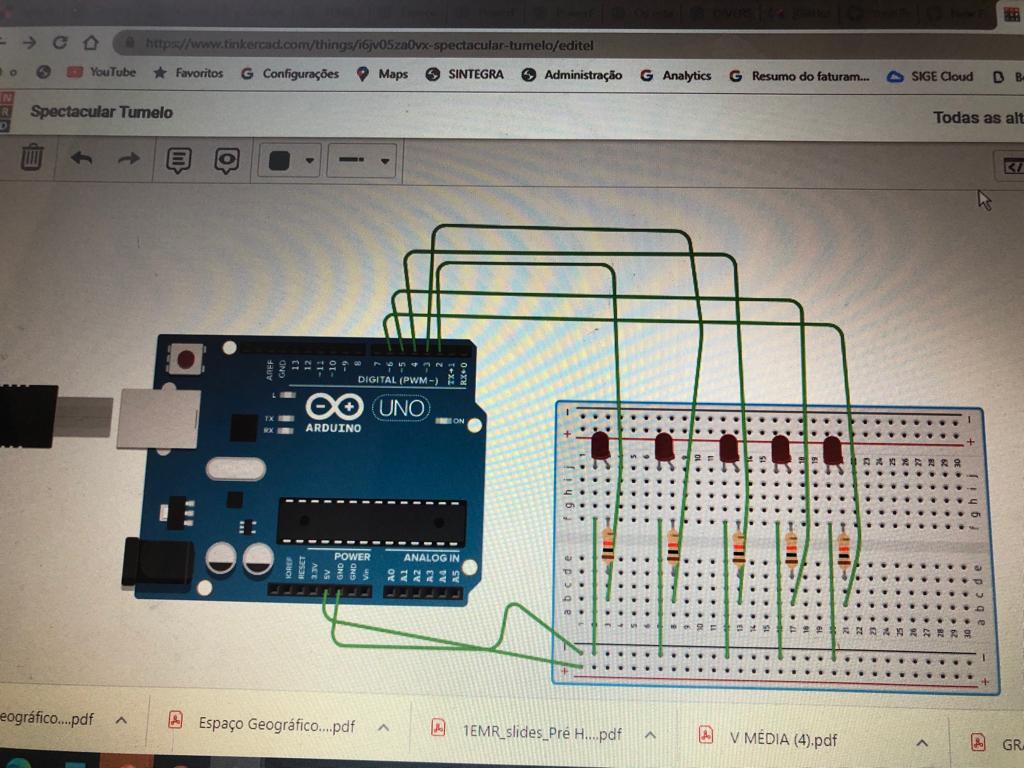 https://www.tinkercad.com/things/i6jv05za0vx-spectacular-tumelo/editel
YouTube Favoritos Configurações Maps SINTEGRA Administração Analytics Resumo do faturam... SIGE Cloud
Spectacular Tumelo
Todas as alt
AREF GND 13 12 ~11 ~10 ~9 8 7 ~6 ~5 4 ~3 2 TX→1 RX←0
DIGITAL (PWM~)
L
TX
RX
ARDUINO
UNO
ON
POWER
ANALOG IN
IOREF RESET 3.3V 5V GND GND Vin A0 A1 A2 A3 A4 A5
f g h i j
a b c d e
eográfico....pdf Espaço Geográfico....pdf 1EMR_slides_Pré H....pdf V MÉDIA (4).pdf GR